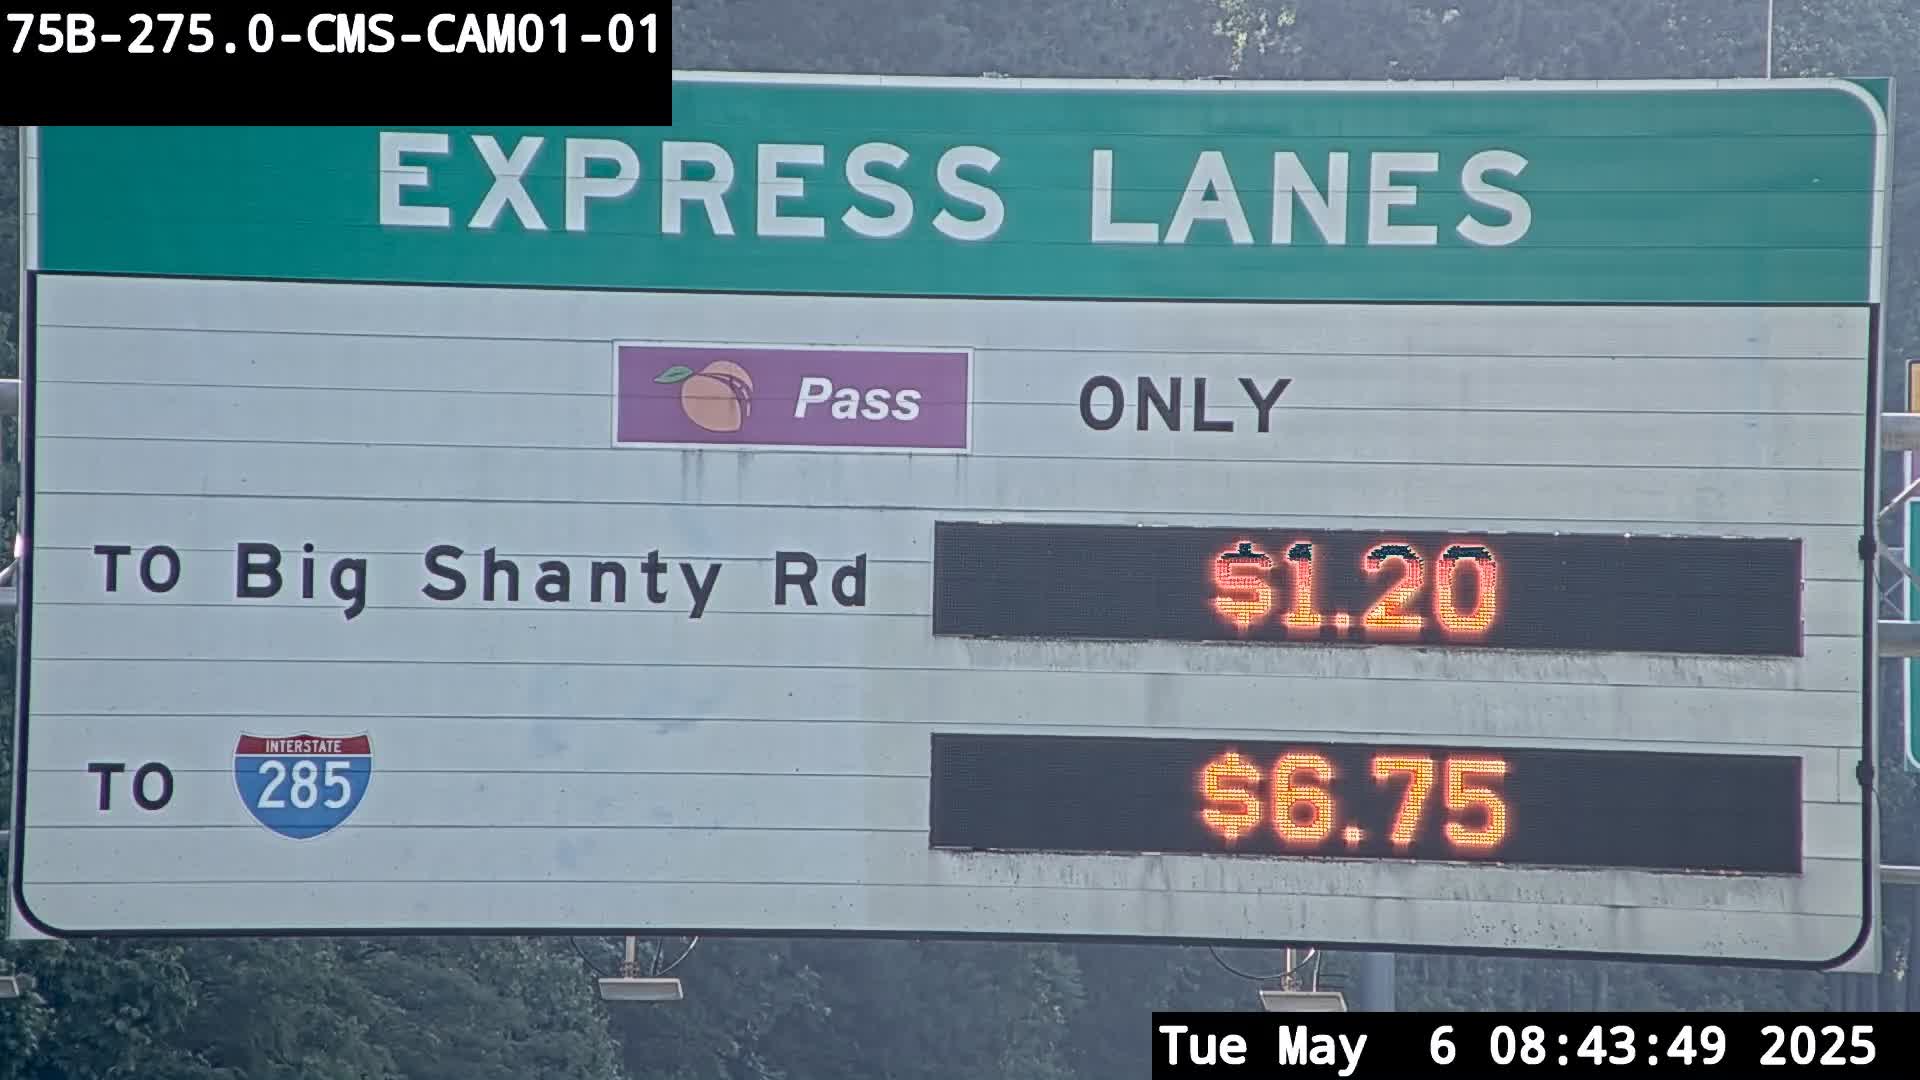 75B-275.0-CMS-CAM01-01
EXPRESS LANES
Pass ONLY
TO Big Shanty Rd $1.20
INTERSTATE
TO 285 $6.75
Tue May 6 08:43:49 2025